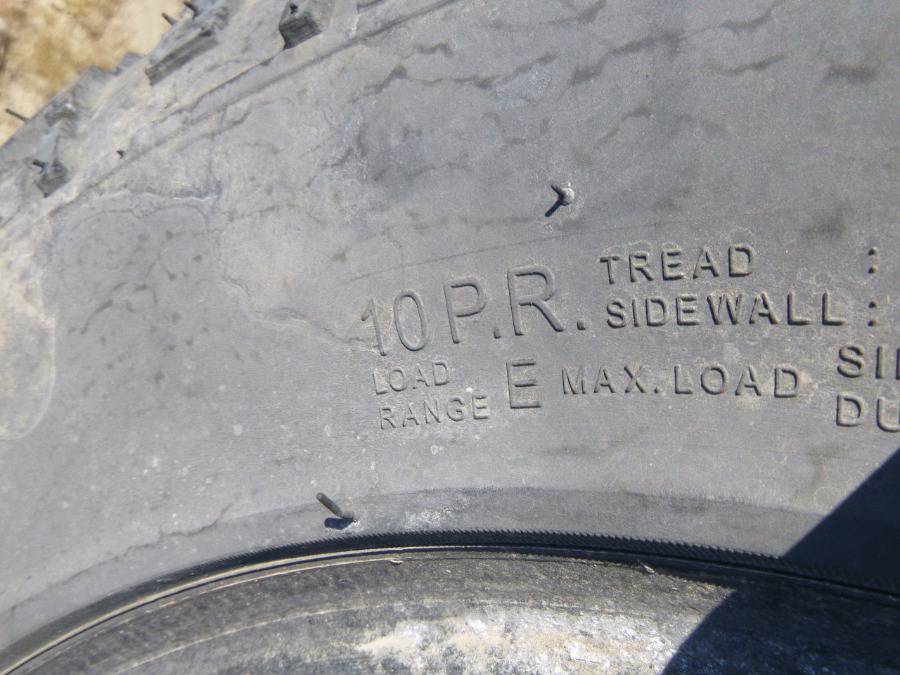 10 P.R. TREAD :
SIDEWALL :
LOAD RANGE E MAX. LOAD